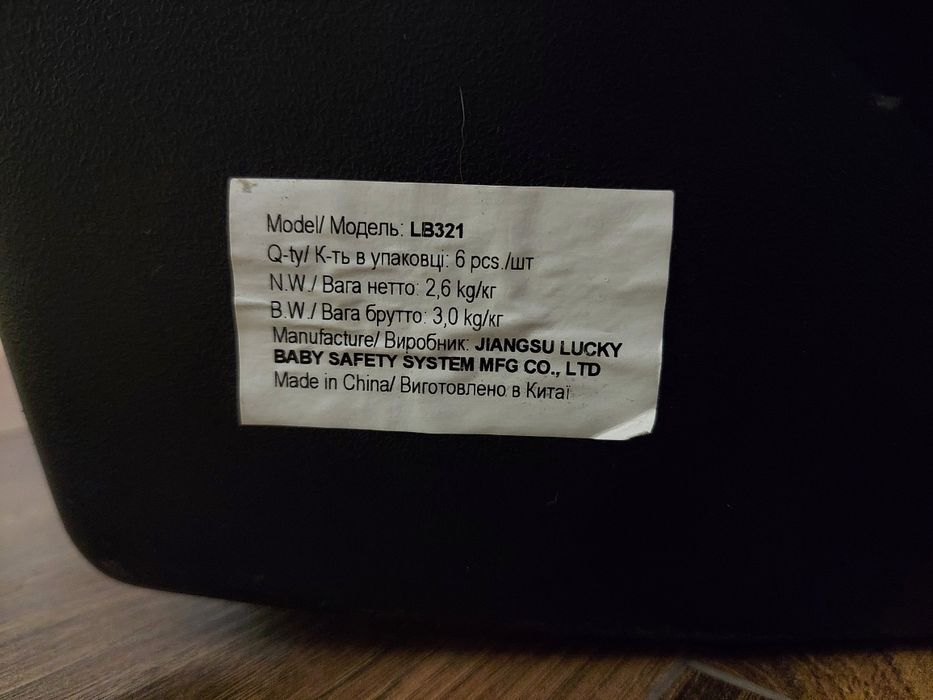 Model/ Модель: LB321
Q-ty/ К-ть в упаковці: 6 pcs./шт
N.W./ Вага нетто: 2,6 kg/кг
B.W./ Вага брутто: 3,0 kg/кг
Manufacture/ Виробник: JIANGSU LUCKY
BABY SAFETY SYSTEM MFG CO., LTD
Made in China/ Виготовлено в Китаї